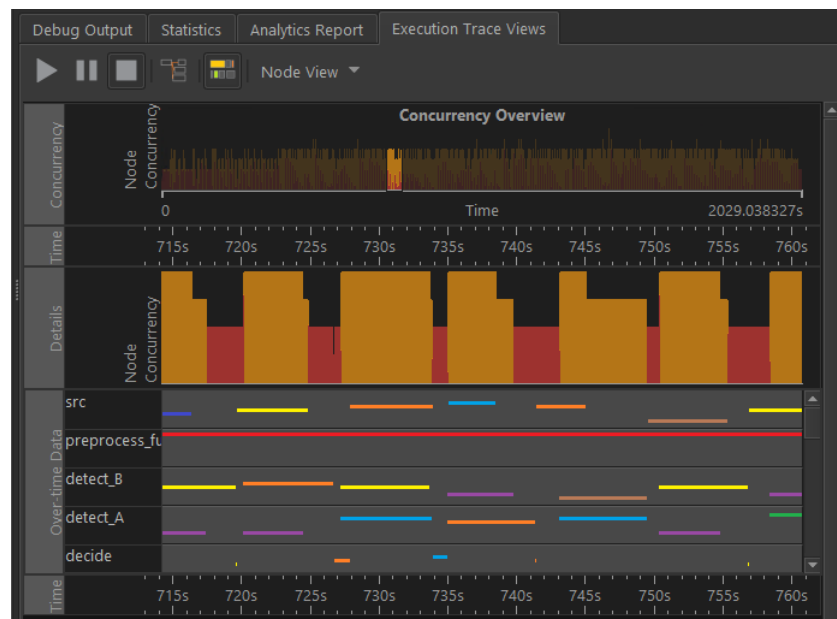 Debug Output Statistics Analytics Report Execution Trace Views
Node View
Concurrency
Node
Concurrency
Concurrency Overview
0 Time 2029.038327s
Time
715s 720s 725s 730s 735s 740s 745s 750s 755s 760s
Details
Node
Concurrency
Over-time Data
src
preprocess_fu
detect_B
detect_A
decide
Time
715s 720s 725s 730s 735s 740s 745s 750s 755s 760s